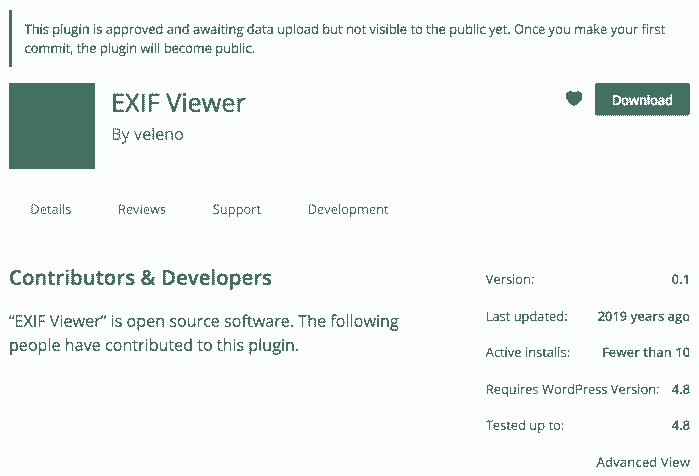 This plugin is approved and awaiting data upload but not visible to the public yet. Once you make your first
commit, the plugin will become public.
EXIF Viewer
By veleno
Download
Details Reviews Support Development
Contributors & Developers
“EXIF Viewer” is open source software. The following
people have contributed to this plugin.
Version: 0.1
Last updated: 2019 years ago
Active installs: Fewer than 10
Requires WordPress Version: 4.8
Tested up to: 4.8
Advanced View